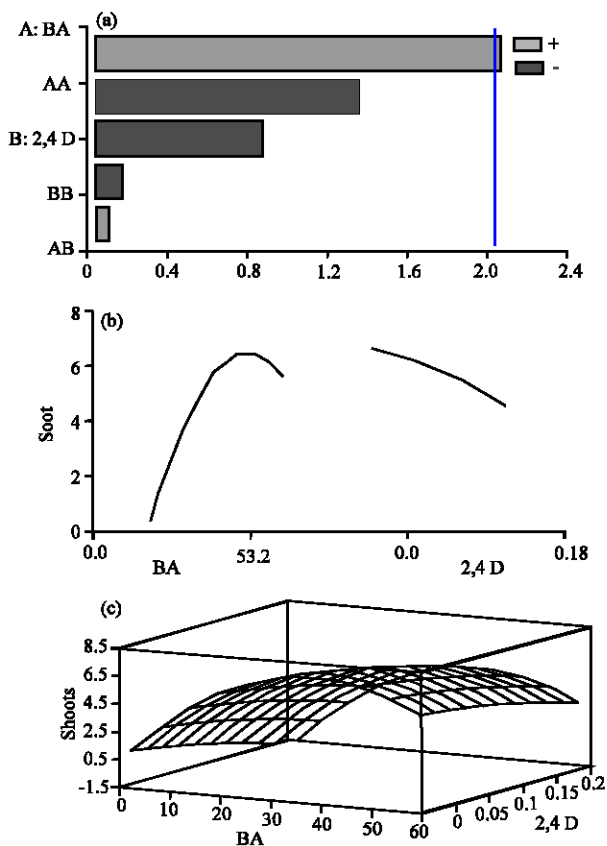 (a)
A: BA
AA
B: 2,4 D
BB
AB
+
-
0 0.4 0.8 1.2 1.6 2.0 2.4
(b)
Soot
8
6
4
2
0
0.0 53.2 0.0 0.18
BA 2,4 D
(c)
Shoots
8.5
6.5
4.5
2.5
0.5
-1.5
0 10 20 30 40 50 60
BA
0 0.05 0.1 0.15 0.2
2,4 D